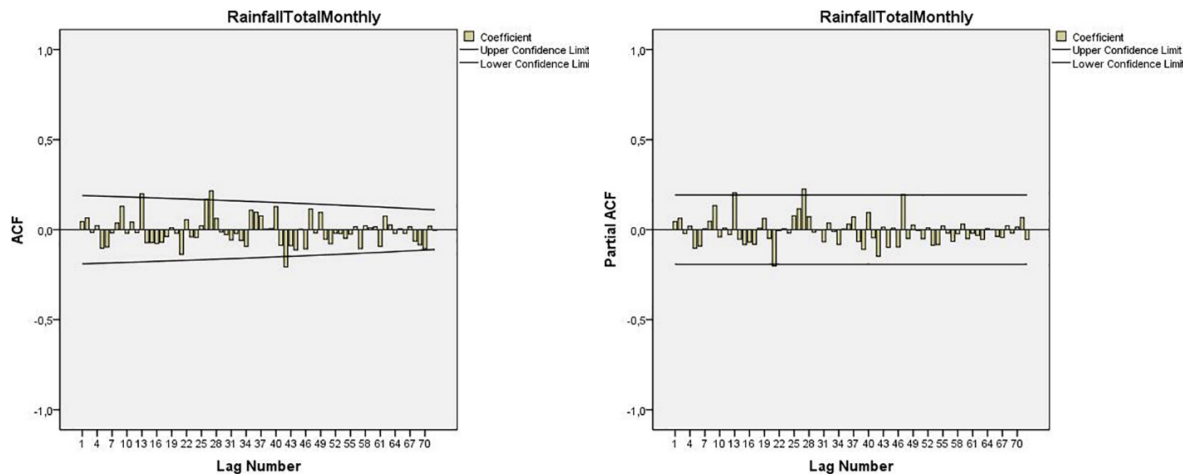 RainfallTotalMonthly
Coefficient
Upper Confidence Limit
Lower Confidence Limi
1,0
0,5
0,0
-0,5
-1,0
ACF
1 4 7 10 13 16 19 22 25 28 31 34 37 40 43 46 49 52 55 58 61 64 67 70
Lag Number
RainfallTotalMonthly
Coefficient
Upper Confidence Limit
Lower Confidence Limit
1,0
0,5
0,0
-0,5
-1,0
Partial ACF
1 4 7 10 13 16 19 22 25 28 31 34 37 40 43 46 49 52 55 58 61 64 67 70
Lag Number